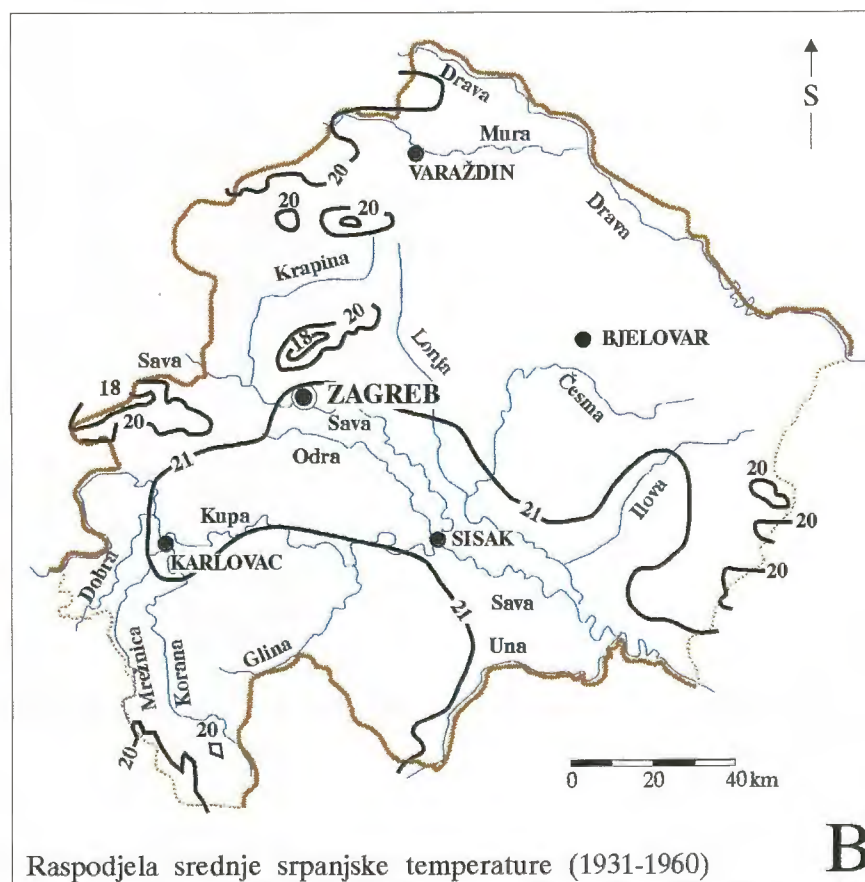 Drava
S
Mura
VARAŽDIN
20
20
20
Drava
Krapina
20
18
Lonja
BJELOVAR
Sava
18
ZAGREB
Česma
20
Sava
Odra
21
21
20
Ilova
20
Kupa
SISAK
KARLOVAC
20
Dobra
21
Sava
Mrežnica
Korana
Glina
Una
20
20
0 20 40 km
Raspodjela srednje srpanjske temperature (1931-1960)
B